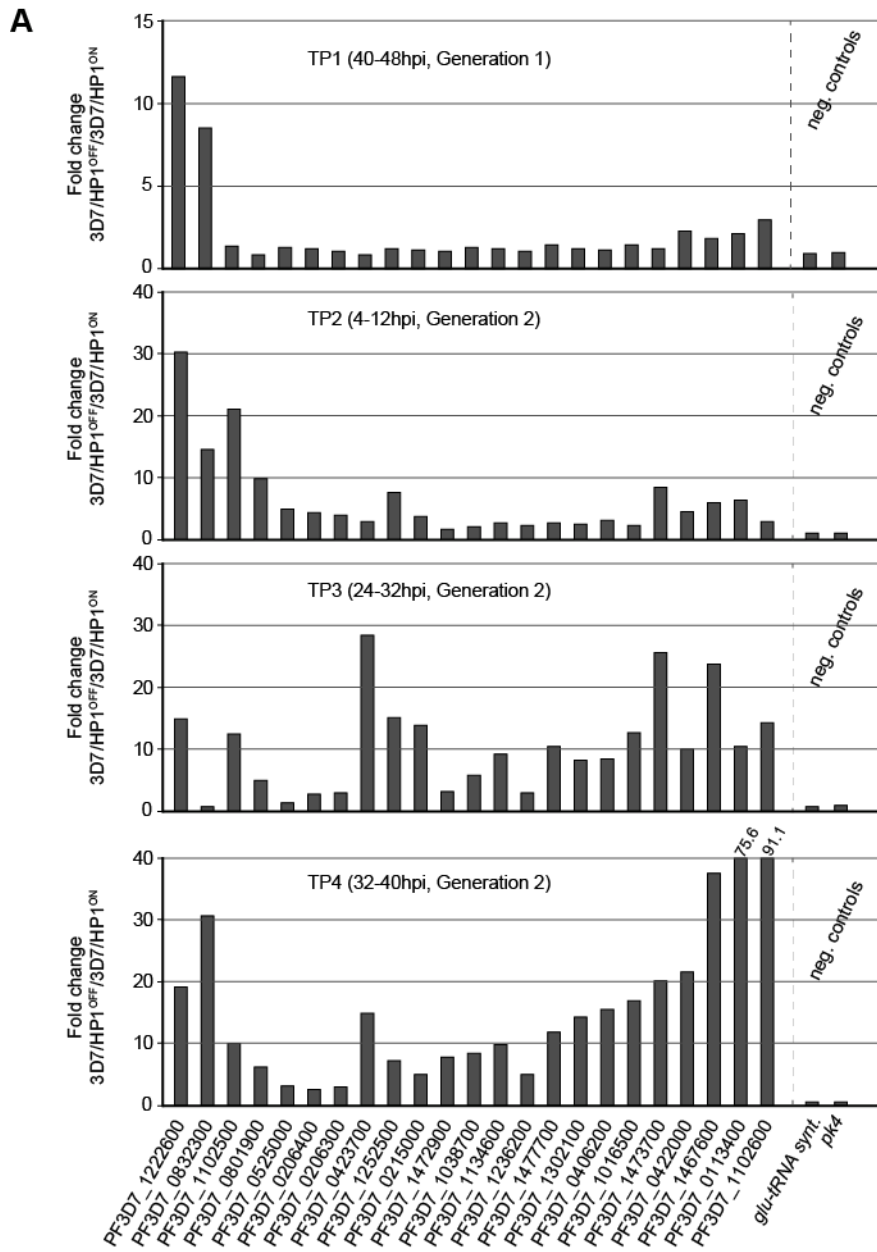 A
Fold change
3D7/HP1OFF/3D7/HP1ON
15
10
5
0
TP1 (40-48hpi, Generation 1)
neg. controls
Fold change
3D7/HP1OFF/3D7/HP1ON
40
30
20
10
0
TP2 (4-12hpi, Generation 2)
neg. controls
Fold change
3D7/HP1OFF/3D7/HP1ON
40
30
20
10
0
TP3 (24-32hpi, Generation 2)
neg. controls
Fold change
3D7/HP1OFF/3D7/HP1ON
40
30
20
10
0
TP4 (32-40hpi, Generation 2)
75.6
91.1
neg. controls
PF3D7_1222600
PF3D7_0832300
PF3D7_1102500
PF3D7_0801900
PF3D7_0525000
PF3D7_0206400
PF3D7_0206300
PF3D7_0423700
PF3D7_1252500
PF3D7_0215000
PF3D7_1472900
PF3D7_1038700
PF3D7_1134600
PF3D7_1236200
PF3D7_1477700
PF3D7_1302100
PF3D7_0406200
PF3D7_1016500
PF3D7_1473700
PF3D7_0422000
PF3D7_1467600
PF3D7_0113400
PF3D7_1102600
glu-tRNA synt.
pk4